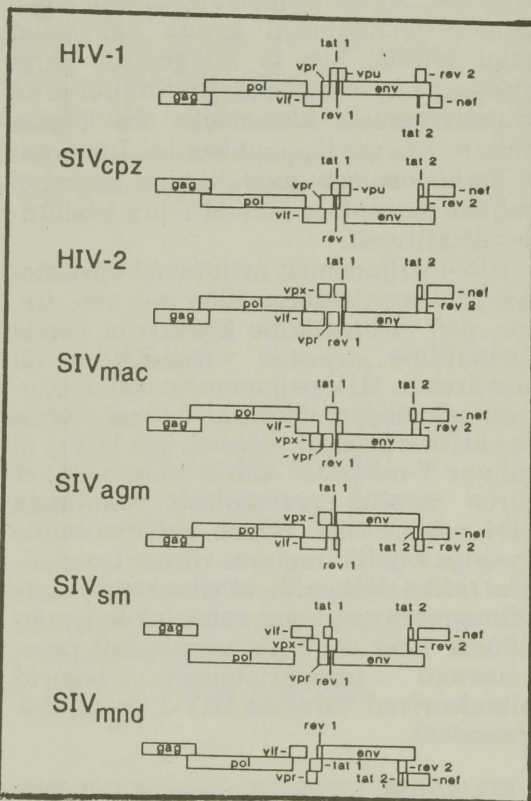 HIV-1
tat 1
vpr vpu rev 2
pol env
gag vif nef
rev 1 tat 2
SIVcpz
tat 1 tat 2
gag vpr vpu nef
pol rev 2
vif env
rev 1
HIV-2
tat 1 tat 2
vpx nef
pol rev 2
gag vif env
vpr rev 1
SIVmac
tat 1 tat 2
pol nef
gag vif rev 2
vpx env
vpr rev 1
SIVagm
tat 1
vpx env
pol nef
gag vif tat 2 rev 2
rev 1
SIVsm
tat 1 tat 2
gag vif nef
vpx rev 2
pol env
vpr rev 1
SIVmnd
rev 1
gag vif env
pol tat 1 rev 2
vpr tat 2 nef